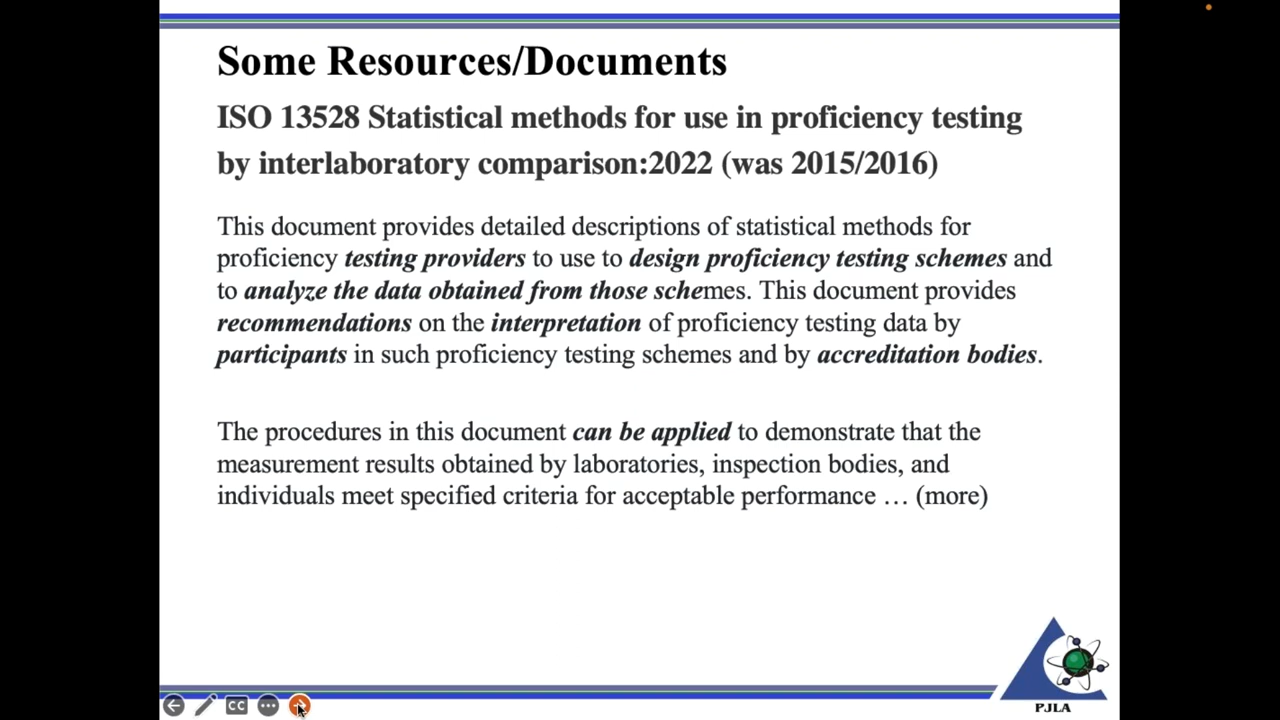 Some Resources/Documents
ISO 13528 Statistical methods for use in proficiency testing
by interlaboratory comparison:2022 (was 2015/2016)
This document provides detailed descriptions of statistical methods for
proficiency testing providers to use to design proficiency testing schemes and
to analyze the data obtained from those schemes. This document provides
recommendations on the interpretation of proficiency testing data by
participants in such proficiency testing schemes and by accreditation bodies.
The procedures in this document can be applied to demonstrate that the
measurement results obtained by laboratories, inspection bodies, and
individuals meet specified criteria for acceptable performance … (more)
CC
PJLA